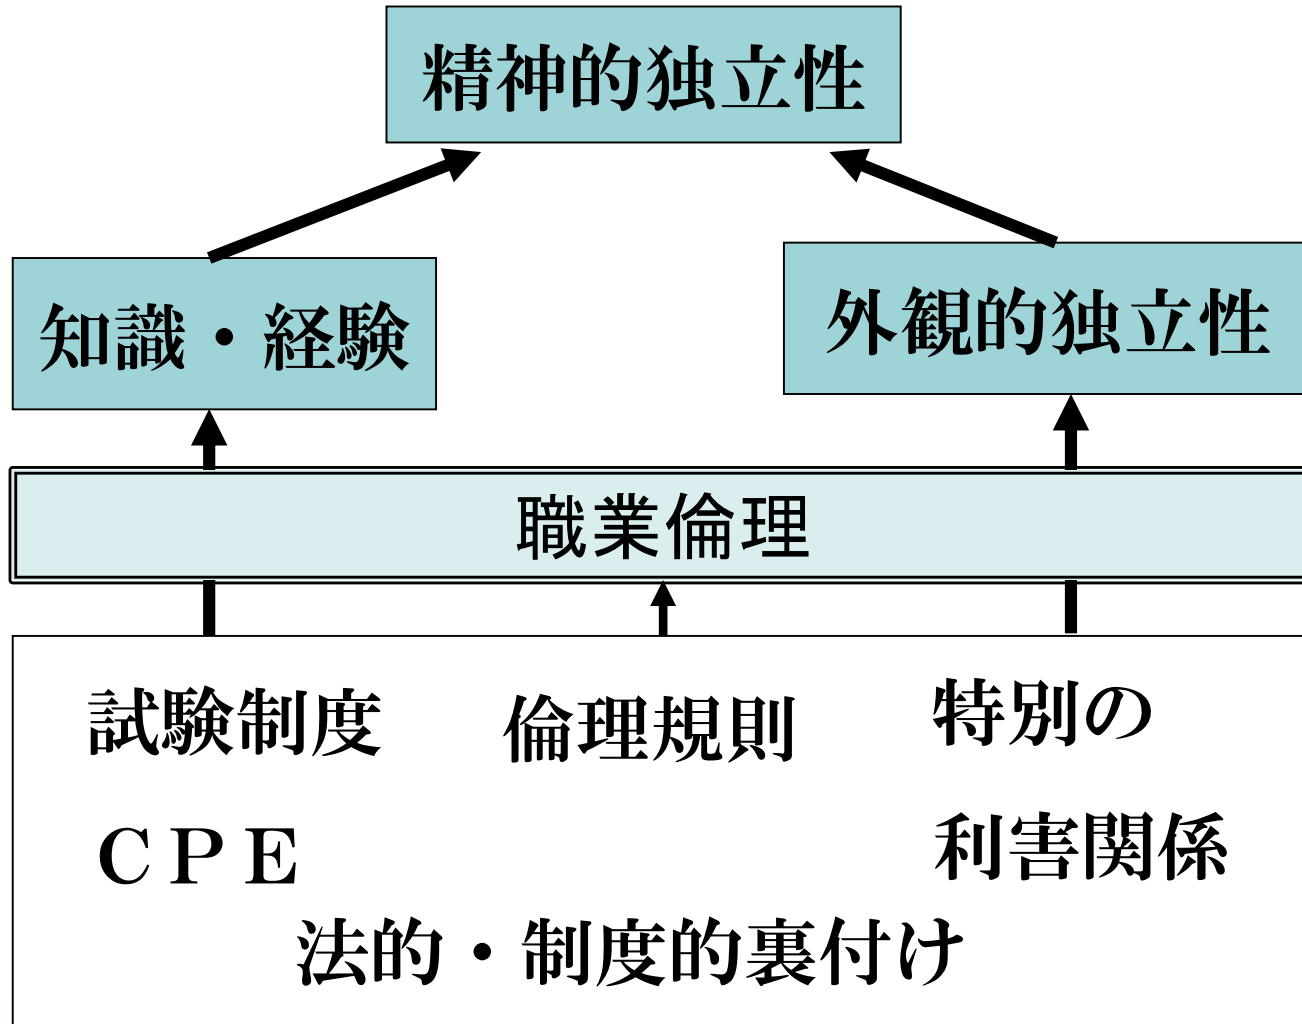 精神的独立性
知識・経験
外観的独立性
職業倫理
試験制度
倫理規則
特別の
ＣＰＥ
利害関係
法的・制度的裏付け